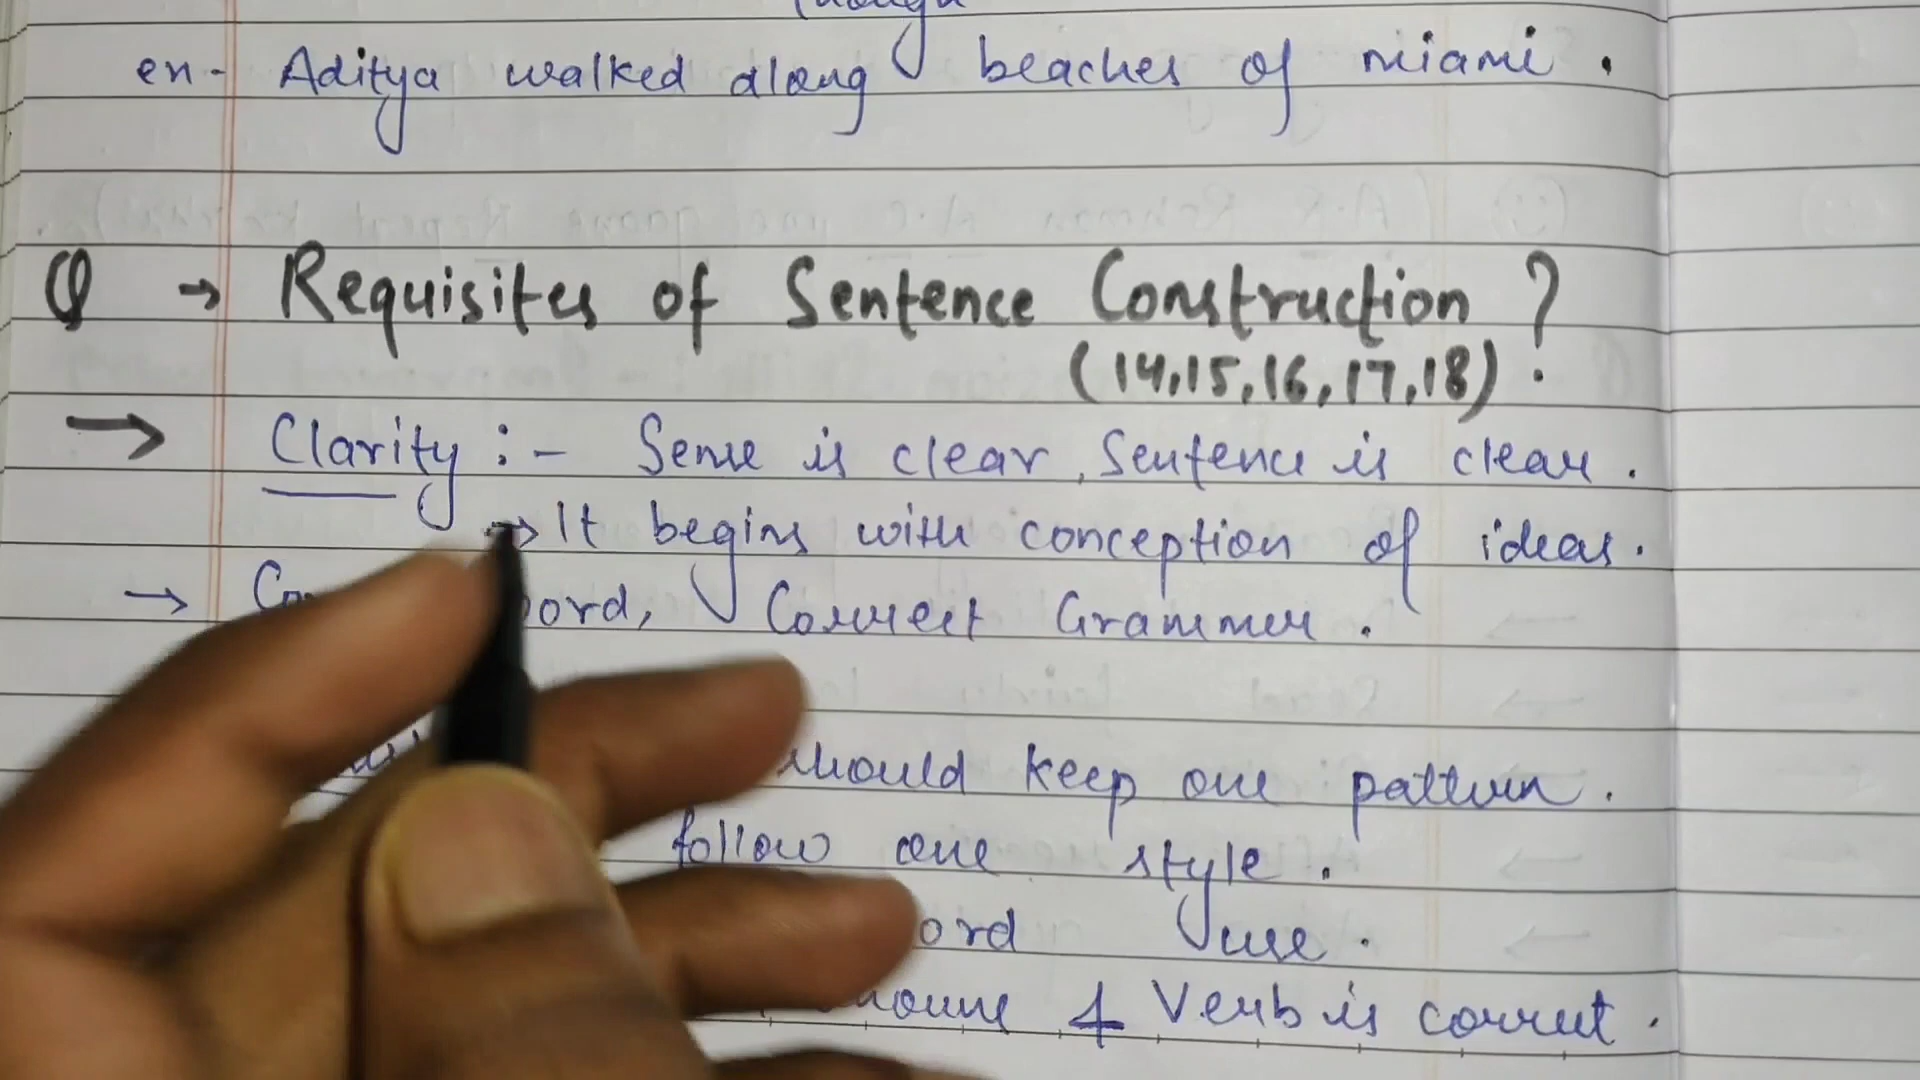 en - Aditya walked along beaches of miami .
Q → Requisites of Sentence Construction ?
(14,15,16,17,18) .
→ Clarity :- Sense is clear, Sentence is clear .
→ It begins with conception of ideas .
→ Correct Grammer .
should keep one pattern .
follow one style .
use .
& Verb is correct .